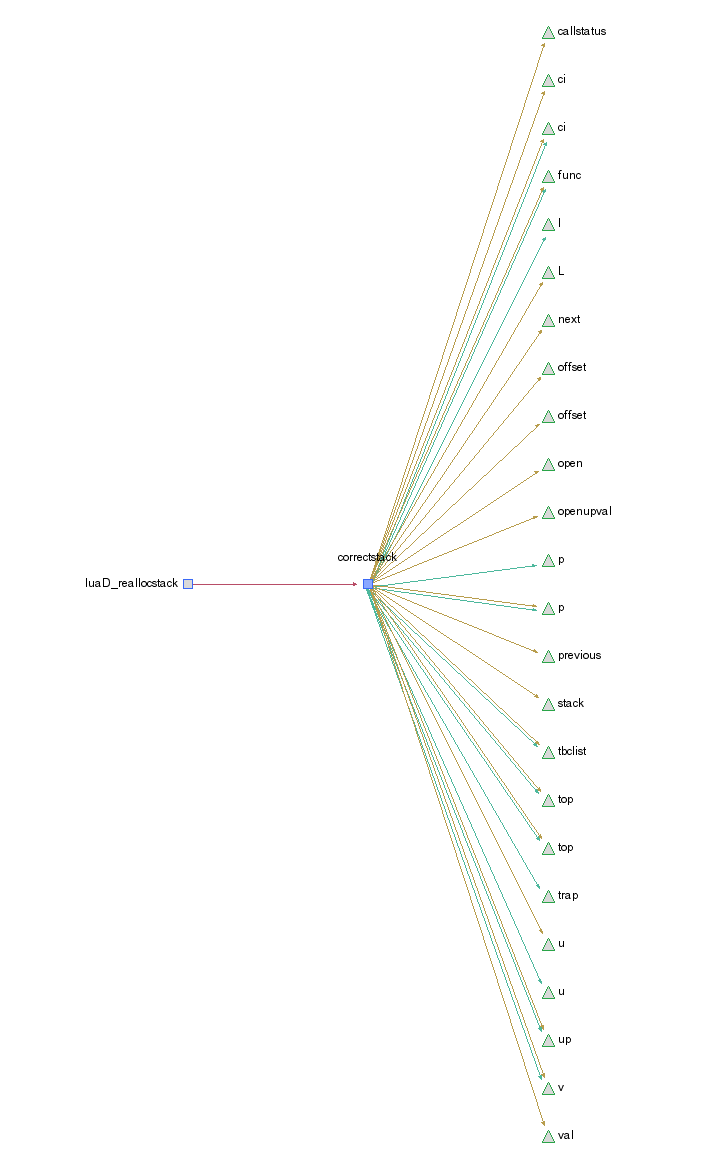 callstatus
ci
ci
func
l
L
next
offset
offset
open
openupval
correctstack
p
luaD_reallocstack
p
previous
stack
tbclist
top
top
trap
u
u
up
v
val